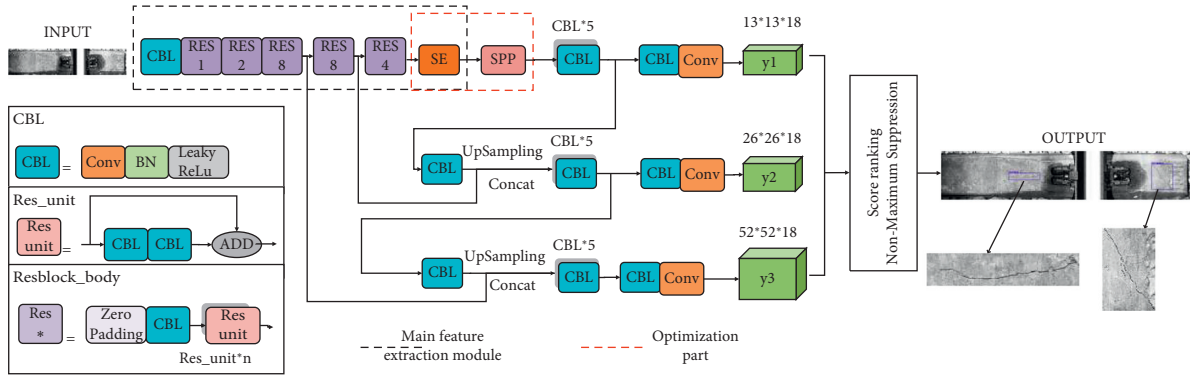 INPUT
CBL
RES
1
RES
2
RES
8
RES
8
RES
4
SE
SPP
CBL*5
CBL
CBL
Conv
13*13*18
y1
CBL
UpSampling
Concat
CBL*5
CBL
CBL
Conv
26*26*18
y2
CBL
UpSampling
Concat
CBL*5
CBL
CBL
Conv
52*52*18
y3
Score ranking
Non-Maximum Suppression
OUTPUT
CBL
CBL
=
Conv
BN
Leaky
ReLu
Res_unit
Res
unit
=
CBL
CBL
ADD
Resblock_body
Res
*
=
Zero
Padding
CBL
Res
unit
Res_unit*n
Main feature
extraction module
Optimization
part